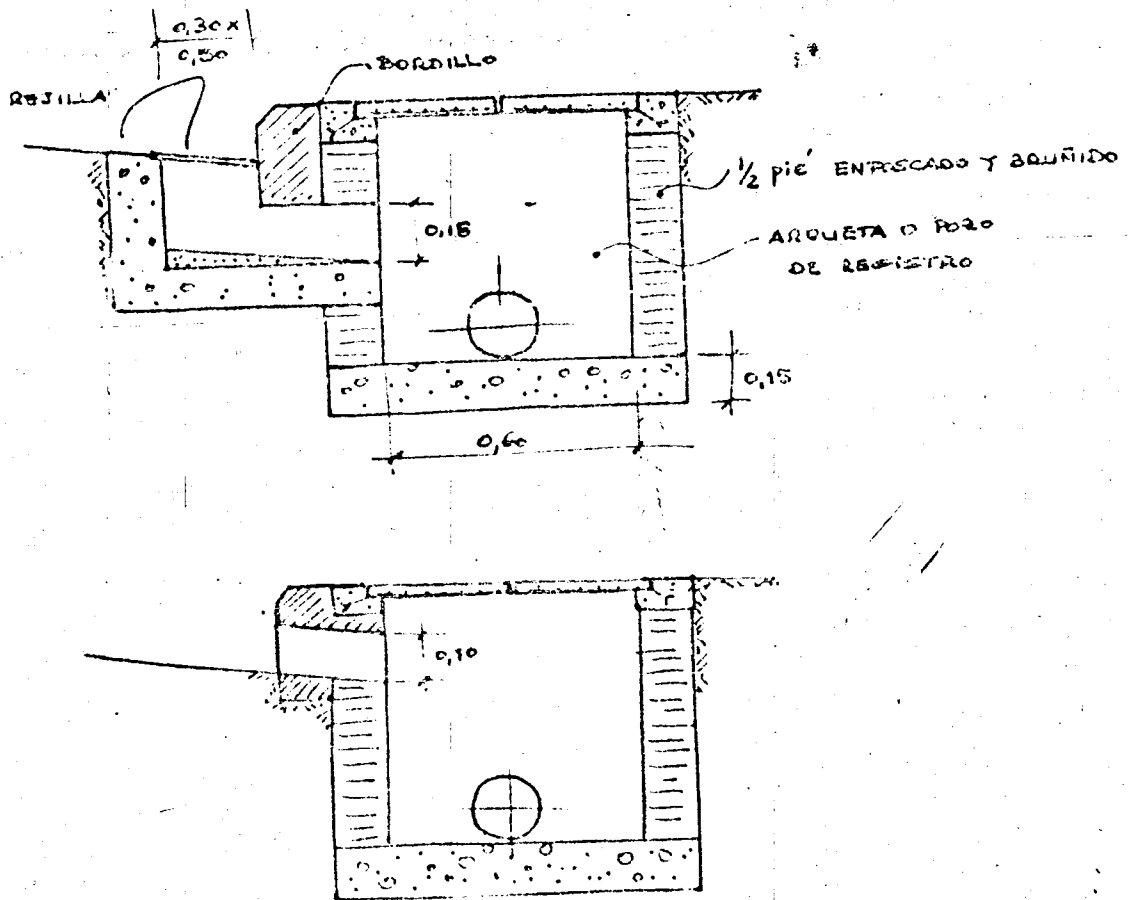 0,30 x
0,50
REJILLA
BORDILLO
1/2 pié ENFOSCADO Y BRUÑIDO
0,15
ARQUETA O POZO
DE REGISTRO
0,15
0,60
0,10